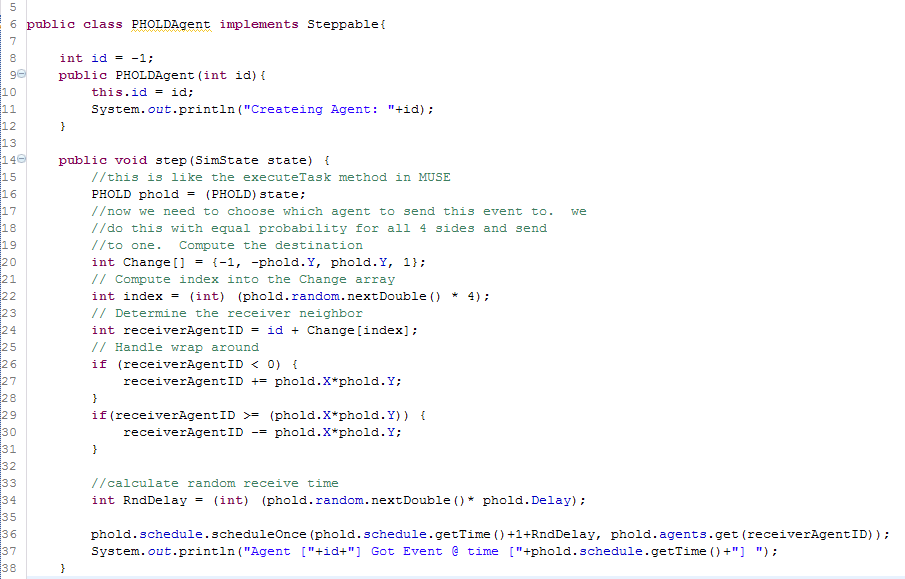 5
6 public class PHOLDAgent implements Steppable{
7
8     int id = -1;
9     public PHOLDAgent(int id){
10         this.id = id;
11         System.out.println("Createing Agent: "+id);
12     }
13
14     public void step(SimState state) {
15         //this is like the executeTask method in MUSE
16         PHOLD phold = (PHOLD)state;
17         //now we need to choose which agent to send this event to.  we
18         //do this with equal probability for all 4 sides and send
19         //to one.  Compute the destination
20         int Change[] = {-1, -phold.Y, phold.Y, 1};
21         // Compute index into the Change array
22         int index = (int) (phold.random.nextDouble() * 4);
23         // Determine the receiver neighbor
24         int receiverAgentID = id + Change[index];
25         // Handle wrap around
26         if (receiverAgentID < 0) {
27             receiverAgentID += phold.X*phold.Y;
28         }
29         if(receiverAgentID >= (phold.X*phold.Y)) {
30             receiverAgentID -= phold.X*phold.Y;
31         }
32
33         //calculate random receive time
34         int RndDelay = (int) (phold.random.nextDouble()* phold.Delay);
35
36         phold.schedule.scheduleOnce(phold.schedule.getTime()+1+RndDelay, phold.agents.get(receiverAgentID));
37         System.out.println("Agent ["+id+"] Got Event @ time ["+phold.schedule.getTime()+"] ");
38     }